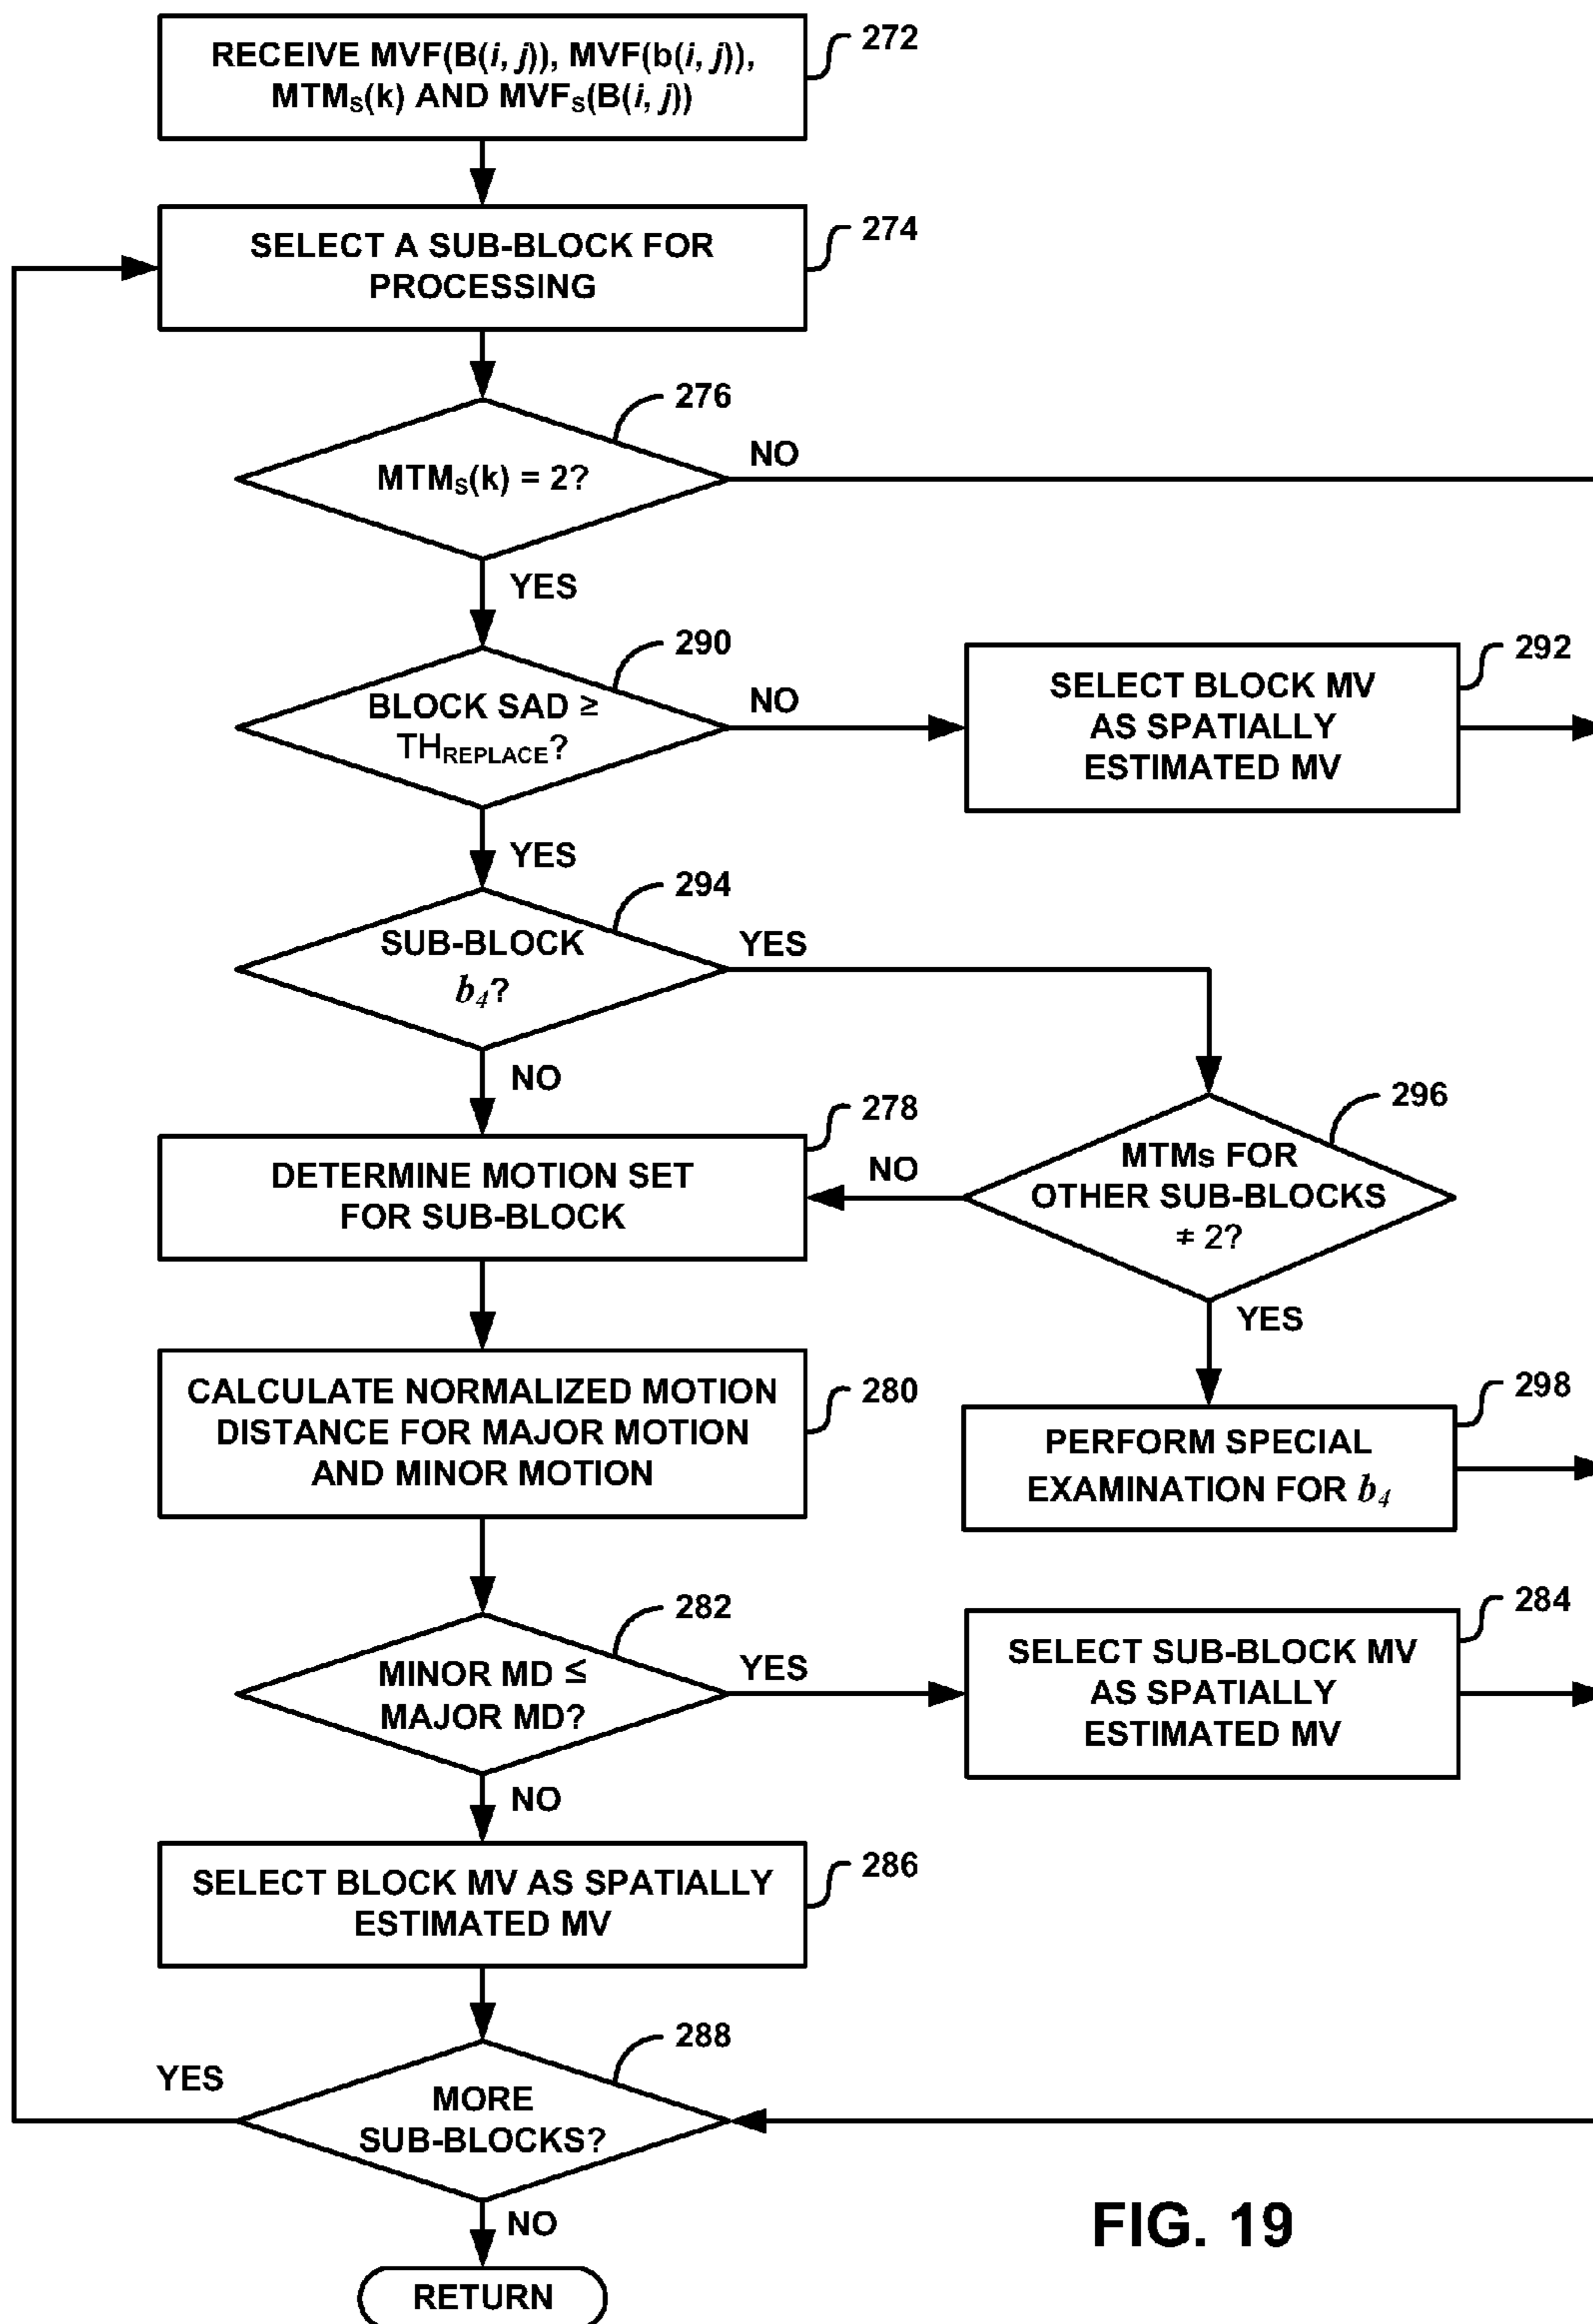 RECEIVE MVF(B(i, j)), MVF(b(i, j)),
MTMS(k) AND MVFS(B(i, j))
272
SELECT A SUB-BLOCK FOR
PROCESSING
274
276
MTMS(k) = 2?
NO
YES
290
BLOCK SAD ≥
THREPLACE?
NO
SELECT BLOCK MV
AS SPATIALLY
ESTIMATED MV
292
YES
294
SUB-BLOCK
b4?
YES
NO
296
MTMs FOR
OTHER SUB-BLOCKS
≠ 2?
NO
YES
278
DETERMINE MOTION SET
FOR SUB-BLOCK
CALCULATE NORMALIZED MOTION
DISTANCE FOR MAJOR MOTION
AND MINOR MOTION
280
298
PERFORM SPECIAL
EXAMINATION FOR b4
282
MINOR MD ≤
MAJOR MD?
YES
284
SELECT SUB-BLOCK MV
AS SPATIALLY
ESTIMATED MV
NO
SELECT BLOCK MV AS SPATIALLY
ESTIMATED MV
286
288
MORE
SUB-BLOCKS?
YES
NO
RETURN
FIG. 19